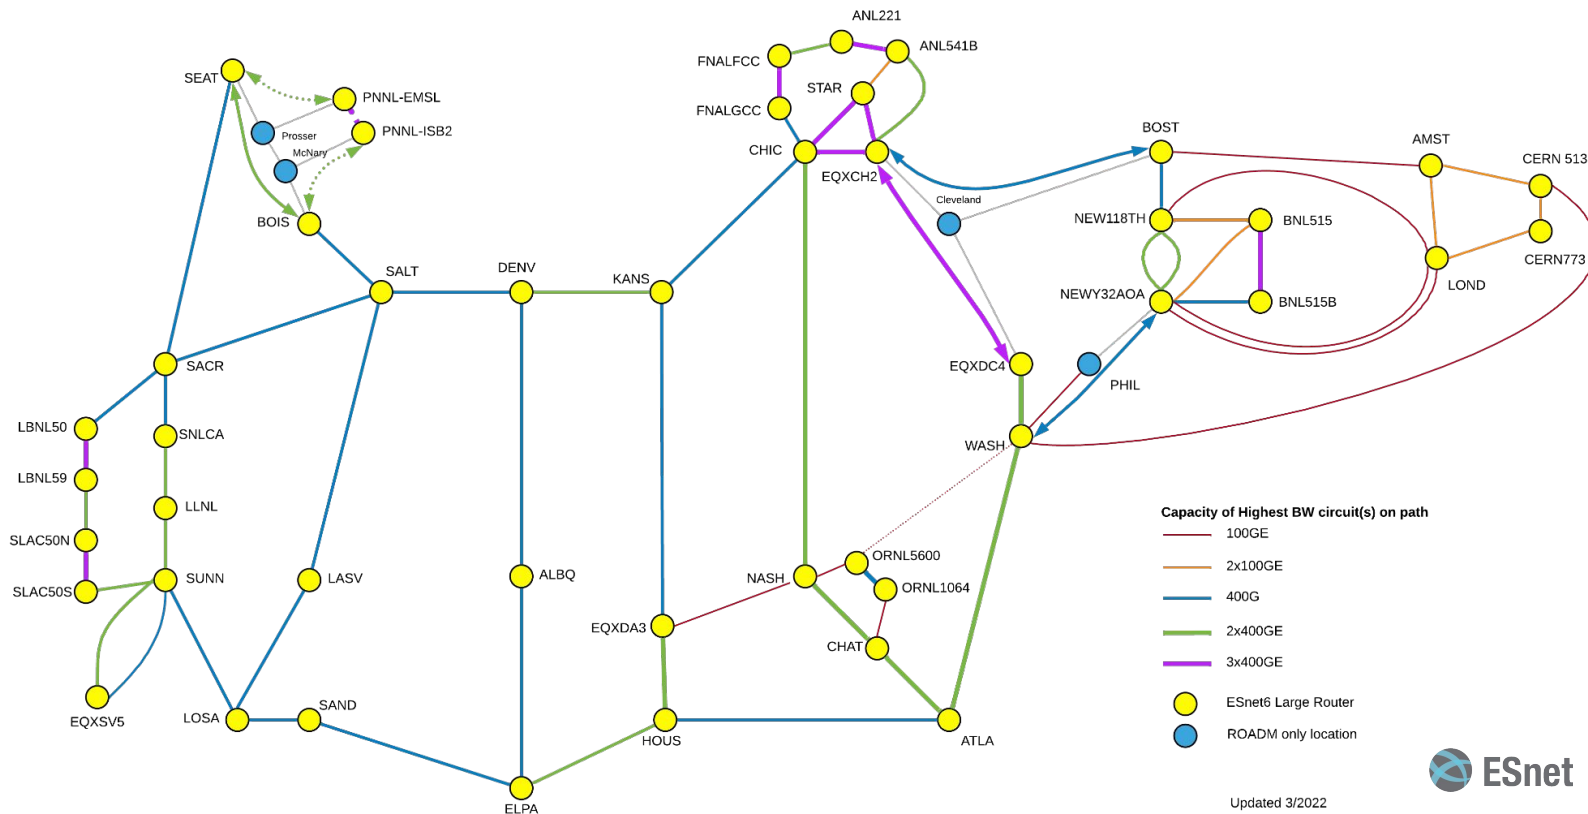 ANL221
ANL541B
FNALFCC
SEAT
STAR
PNNL-EMSL
FNALGCC
Prosser
PNNL-ISB2
McNary
CHIC
EQXCH2
BOST
AMST
CERN 513
Cleveland
BOIS
NEW118TH
BNL515
CERN773
SALT
DENV
KANS
LOND
NEWY32AOA
BNL515B
SACR
EQXDC4
PHIL
LBNL50
SNLCA
WASH
LBNL59
LLNL
SLAC50N
SUNN
LASV
ALBQ
NASH
ORNL5600
SLAC50S
ORNL1064
EQXDA3
CHAT
EQXSV5
LOSA
SAND
HOUS
ATLA
ELPA
Capacity of Highest BW circuit(s) on path
100GE
2x100GE
400G
2x400GE
3x400GE
ESnet6 Large Router
ROADM only location
ESnet
Updated 3/2022